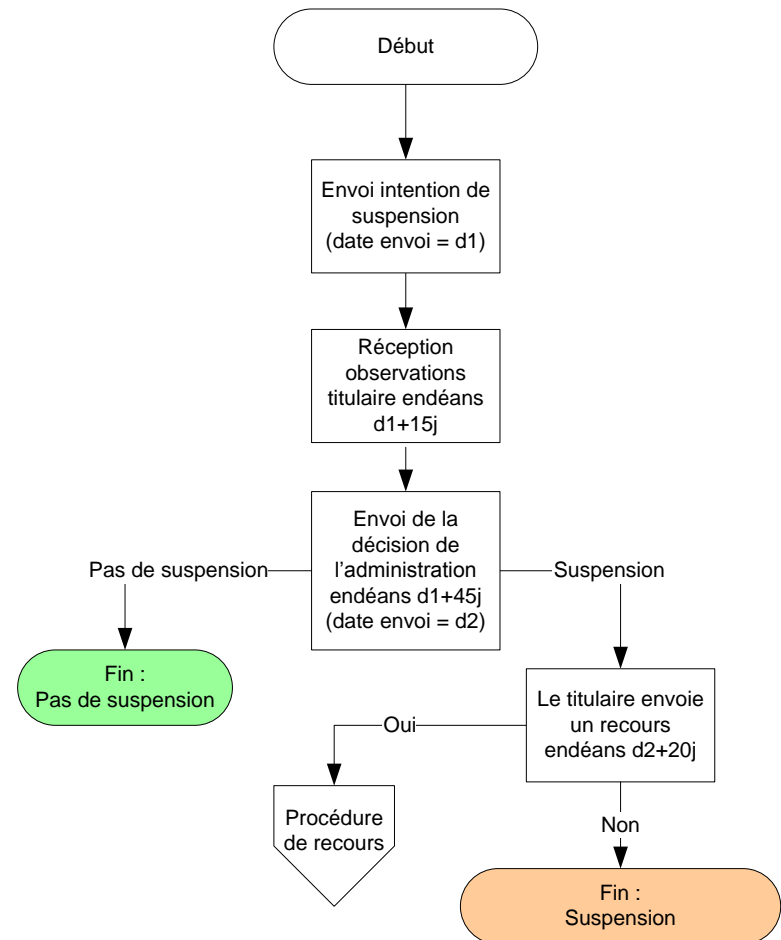 Début
Envoi intention de
suspension
(date envoi = d1)
Réception
observations
titulaire endéans
d1+15j
Envoi de la
décision de
l'administration
endéans d1+45j
(date envoi = d2)
Pas de suspension
Suspension
Fin :
Pas de suspension
Le titulaire envoie
un recours
endéans d2+20j
Oui
Procédure
de recours
Non
Fin :
Suspension